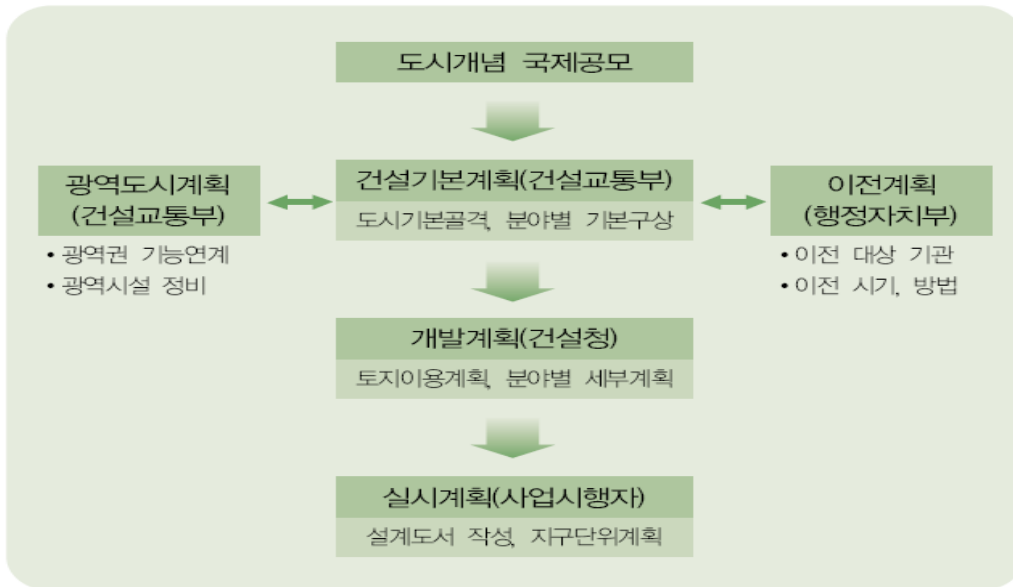 도시개념 국제공모
광역도시계획
(건설교통부)
• 광역권 기능연계
• 광역시설 정비
건설기본계획(건설교통부)
도시기본골격, 분야별 기본구상
이전계획
(행정자치부)
• 이전 대상 기관
• 이전 시기, 방법
개발계획(건설청)
토지이용계획, 분야별 세부계획
실시계획(사업시행자)
설계도서 작성, 지구단위계획